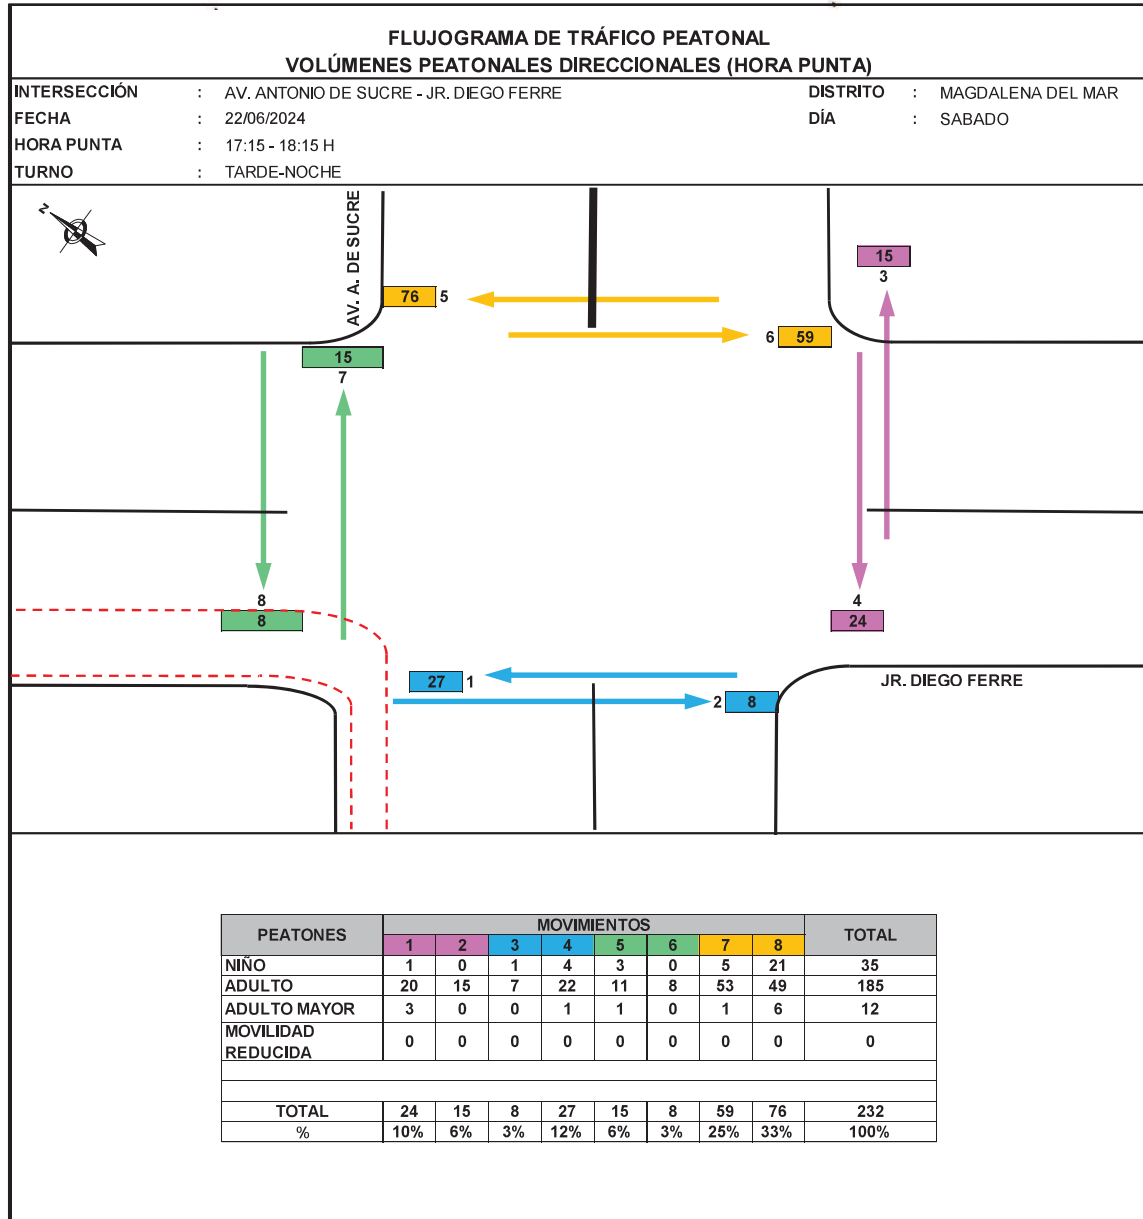 FLUJOGRAMA DE TRÁFICO PEATONAL
VOLÚMENES PEATONALES DIRECCIONALES (HORA PUNTA)
INTERSECCIÓN : AV. ANTONIO DE SUCRE - JR. DIEGO FERRE DISTRITO : MAGDALENA DEL MAR
FECHA : 22/06/2024 DÍA : SABADO
HORA PUNTA : 17:15 - 18:15 H
TURNO : TARDE-NOCHE
N
AV. A. DE SUCRE
15
3
76 5
6 59
15
7
8
8
4
24
27 1
2 8
JR. DIEGO FERRE
PEATONES MOVIMIENTOS TOTAL
1 2 3 4 5 6 7 8
NIÑO 1 0 1 4 3 0 5 21 35
ADULTO 20 15 7 22 11 8 53 49 185
ADULTO MAYOR 3 0 0 1 1 0 1 6 12
MOVILIDAD
REDUCIDA 0 0 0 0 0 0 0 0 0
TOTAL 24 15 8 27 15 8 59 76 232
% 10% 6% 3% 12% 6% 3% 25% 33% 100%